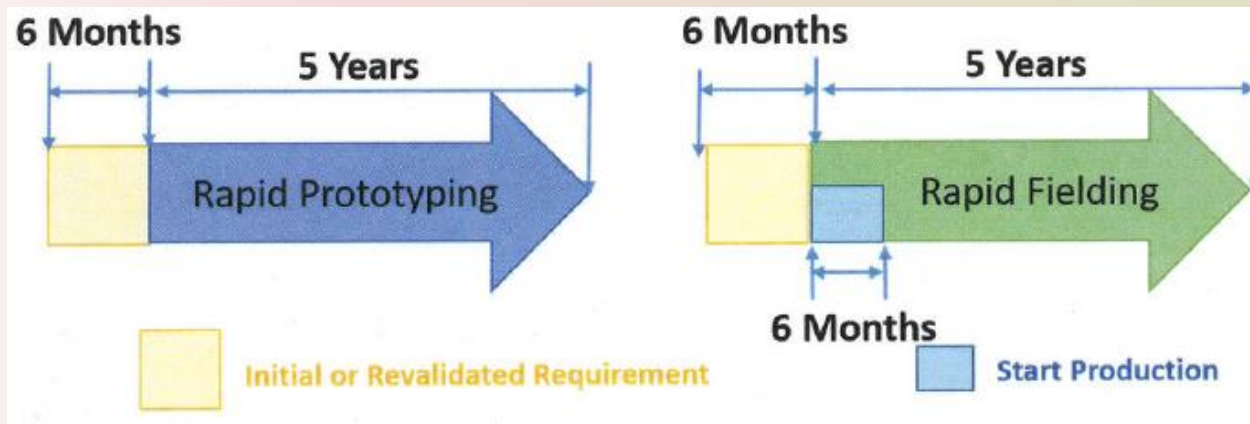 6 Months
5 Years
Rapid Prototyping
6 Months
5 Years
Rapid Fielding
6 Months
Initial or Revalidated Requirement
Start Production